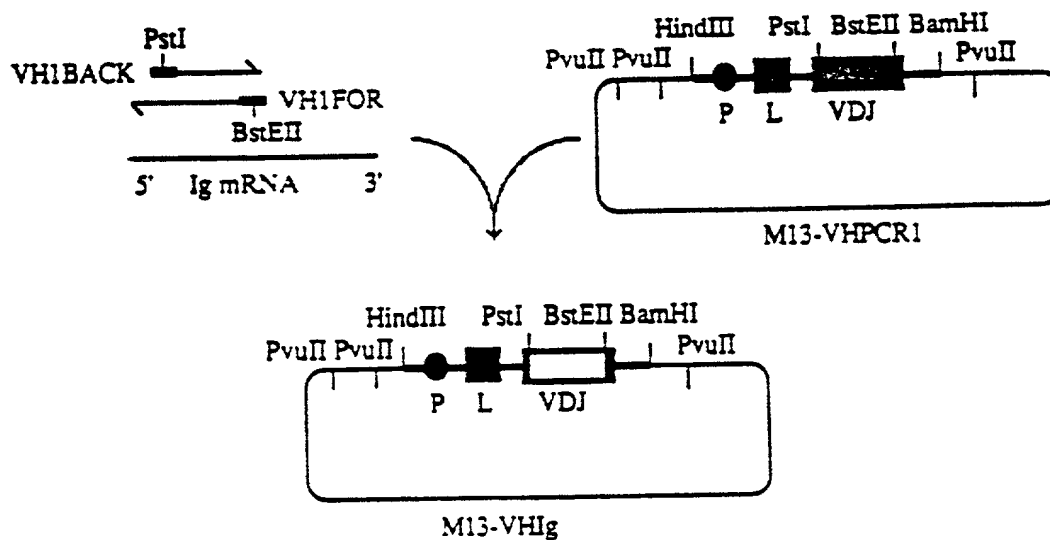 PstI
VH1BACK
VH1FOR
BstEII
5' Ig mRNA 3'
HindIII PstI BstEII BamHI
PvuII PvuII PvuII
P L VDJ
M13-VHPCR1
HindIII PstI BstEII BamHI
PvuII PvuII PvuII
P L VDJ
M13-VHIg